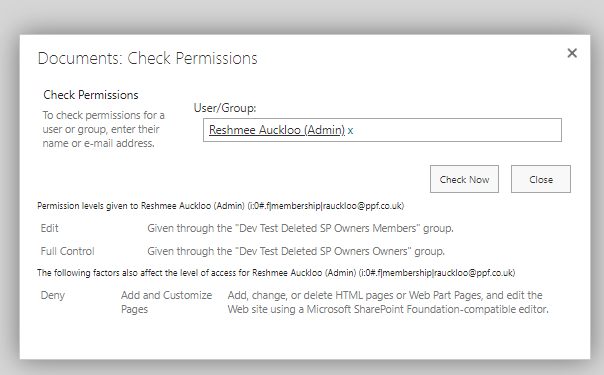 Documents: Check Permissions
Check Permissions
To check permissions for a
user or group, enter their
name or e-mail address.
User/Group:
Reshmee Auckloo (Admin) x
Check Now
Close
Permission levels given to Reshmee Auckloo (Admin) (i:0#.f|membership|rauckloo@ppf.co.uk)
Edit Given through the "Dev Test Deleted SP Owners Members" group.
Full Control Given through the "Dev Test Deleted SP Owners Owners" group.
The following factors also affect the level of access for Reshmee Auckloo (Admin) (i:0#.f|membership|rauckloo@ppf.co.uk)
Deny Add and Customize Add, change, or delete HTML pages or Web Part Pages, and edit the
Pages Web site using a Microsoft SharePoint Foundation-compatible editor.